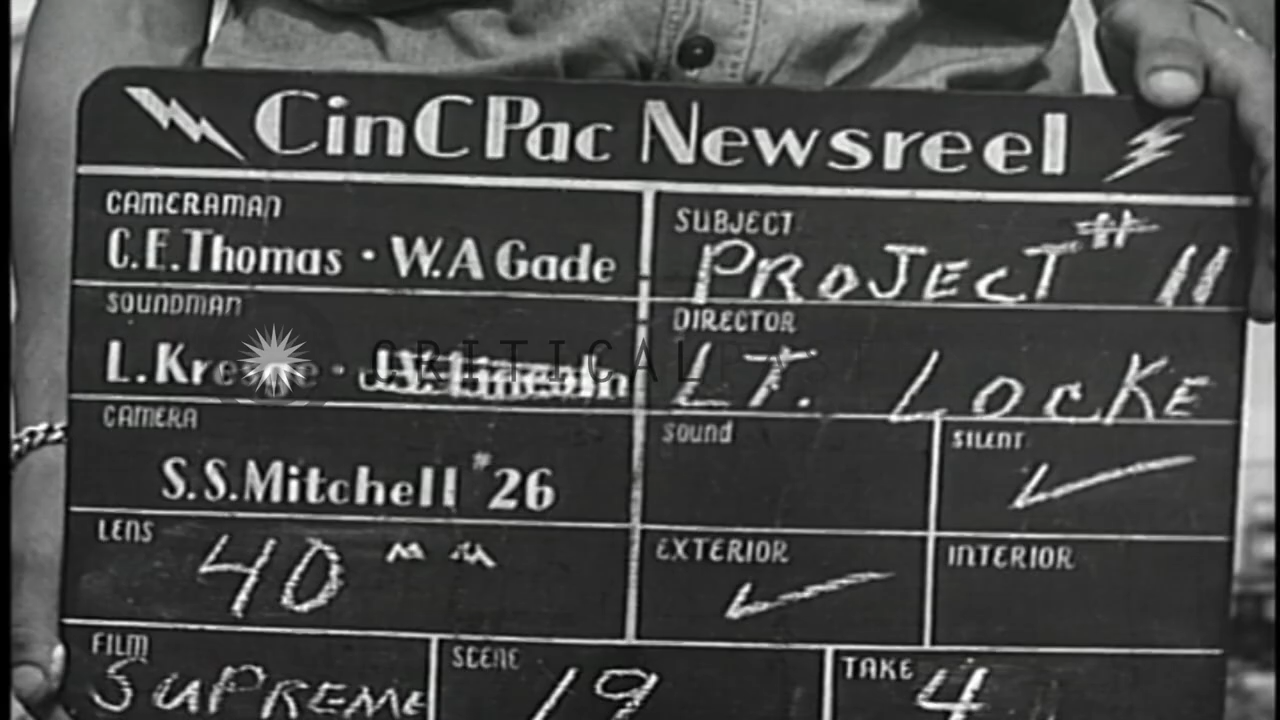 CinCPac Newsreel
CAMERAMAN
C.E.Thomas · W.A Gade
SUBJECT
PROJECT # 11
SOUNDMAN
L.
DIRECTOR
LT. LOCKE
CRITICAL
CAMERA
S.S.Mitchell #26
SOUND
SILENT
LENS
40 mm
EXTERIOR
INTERIOR
FILM
SUPREME
SCENE
19
TAKE
4